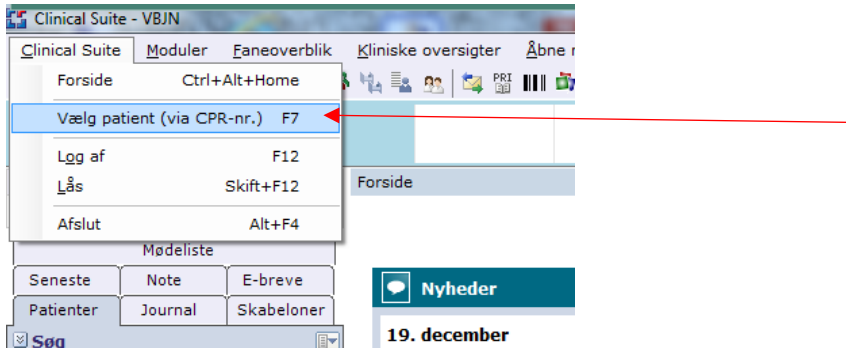 Clinical Suite - VBJN
Clinical Suite Moduler Faneoverblik Kliniske oversigter Åbne
Forside Ctrl+Alt+Home
PRI
Vælg patient (via CPR-nr.) F7
Log af F12
Lås Skift+F12
Forside
Afslut Alt+F4
Mødeliste
Seneste Note E-breve
Nyheder
Patienter Journal Skabeloner
Søg
19. december